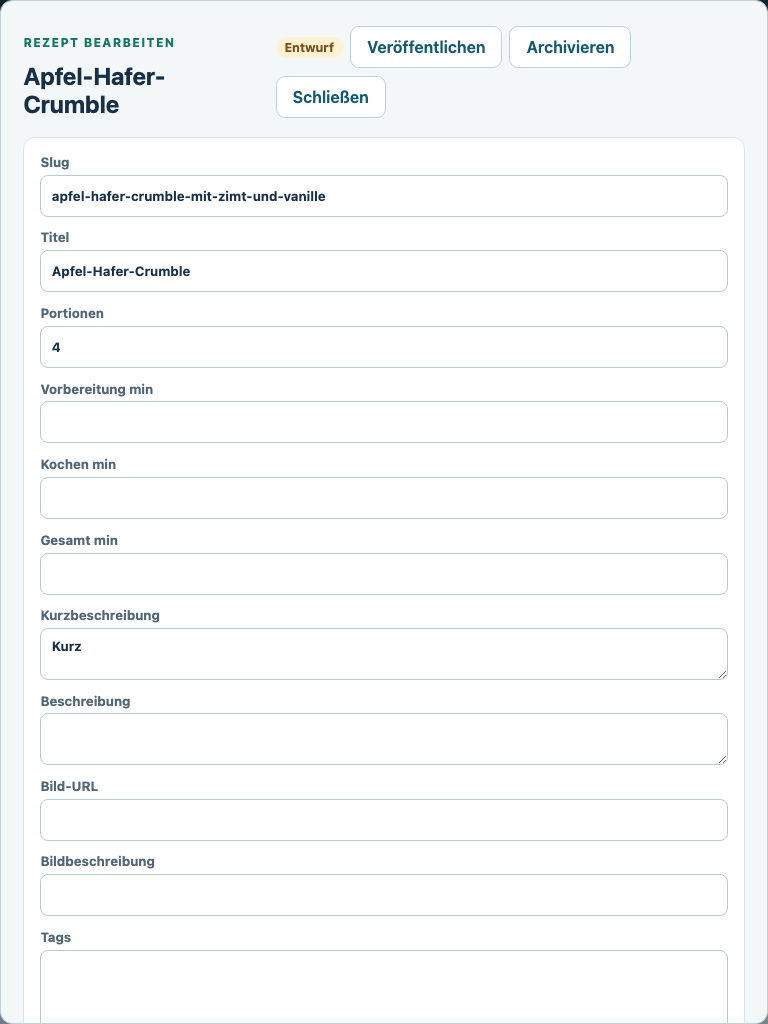 REZEPT BEARBEITEN
Apfel-Hafer-
Crumble
Entwurf
Veröffentlichen
Archivieren
Schließen
Slug
apfel-hafer-crumble-mit-zimt-und-vanille
Titel
Apfel-Hafer-Crumble
Portionen
4
Vorbereitung min
Kochen min
Gesamt min
Kurzbeschreibung
Kurz
Beschreibung
Bild-URL
Bildbeschreibung
Tags